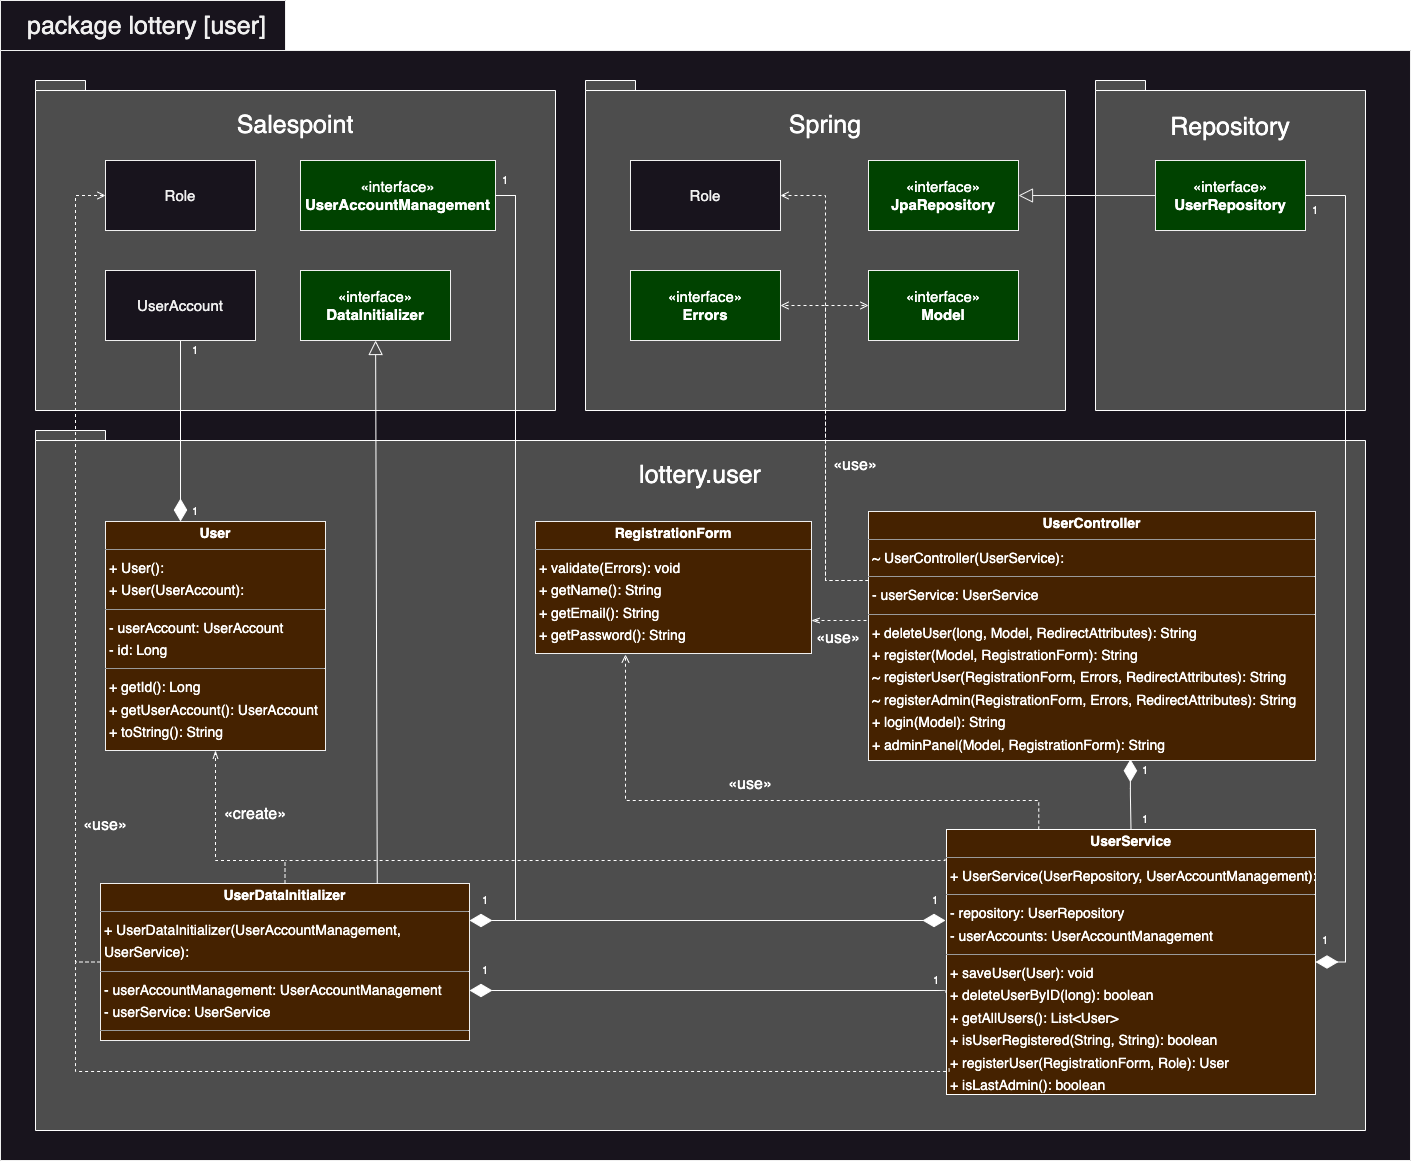 package lottery [user]
Salespoint
Role
«interface»
UserAccountManagement
1
UserAccount
1
«interface»
DataInitializer
Spring
Role
«interface»
JpaRepository
«interface»
Errors
«interface»
Model
Repository
«interface»
UserRepository
1
lottery.user
«use»
1
User
+ User():
+ User(UserAccount):
- userAccount: UserAccount
- id: Long
+ getId(): Long
+ getUserAccount(): UserAccount
+ toString(): String
RegistrationForm
+ validate(Errors): void
+ getName(): String
+ getEmail(): String
+ getPassword(): String
«use»
UserController
~ UserController(UserService):
- userService: UserService
+ deleteUser(long, Model, RedirectAttributes): String
+ register(Model, RegistrationForm): String
~ registerUser(RegistrationForm, Errors, RedirectAttributes): String
~ registerAdmin(RegistrationForm, Errors, RedirectAttributes): String
+ login(Model): String
+ adminPanel(Model, RegistrationForm): String
1
1
«use»
«create»
«use»
UserDataInitializer
+ UserDataInitializer(UserAccountManagement,
UserService):
- userAccountManagement: UserAccountManagement
- userService: UserService
1
1
1
1
UserService
+ UserService(UserRepository, UserAccountManagement):
- repository: UserRepository
- userAccounts: UserAccountManagement
+ saveUser(User): void
+ deleteUserByID(long): boolean
+ getAllUsers(): List<User>
+ isUserRegistered(String, String): boolean
+ registerUser(RegistrationForm, Role): User
+ isLastAdmin(): boolean
1